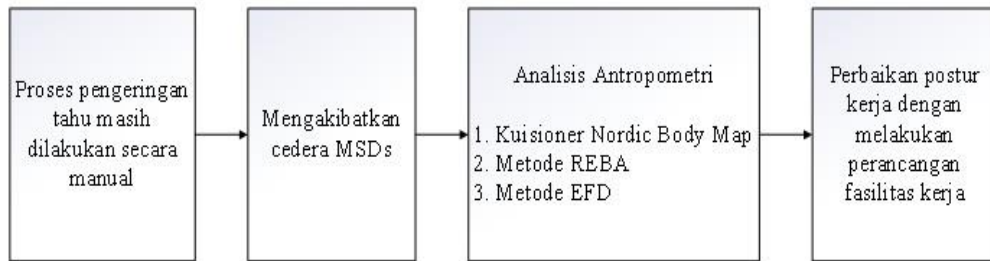 Proses pengeringan
tahu masih
dilakukan secara
manual
Mengakibatkan
cedera MSDs
Analisis Antropometri
1. Kuisioner Nordic Body Map
2. Metode REBA
3. Metode EFD
Perbaikan postur
kerja dengan
melakukan
perancangan
fasilitas kerja